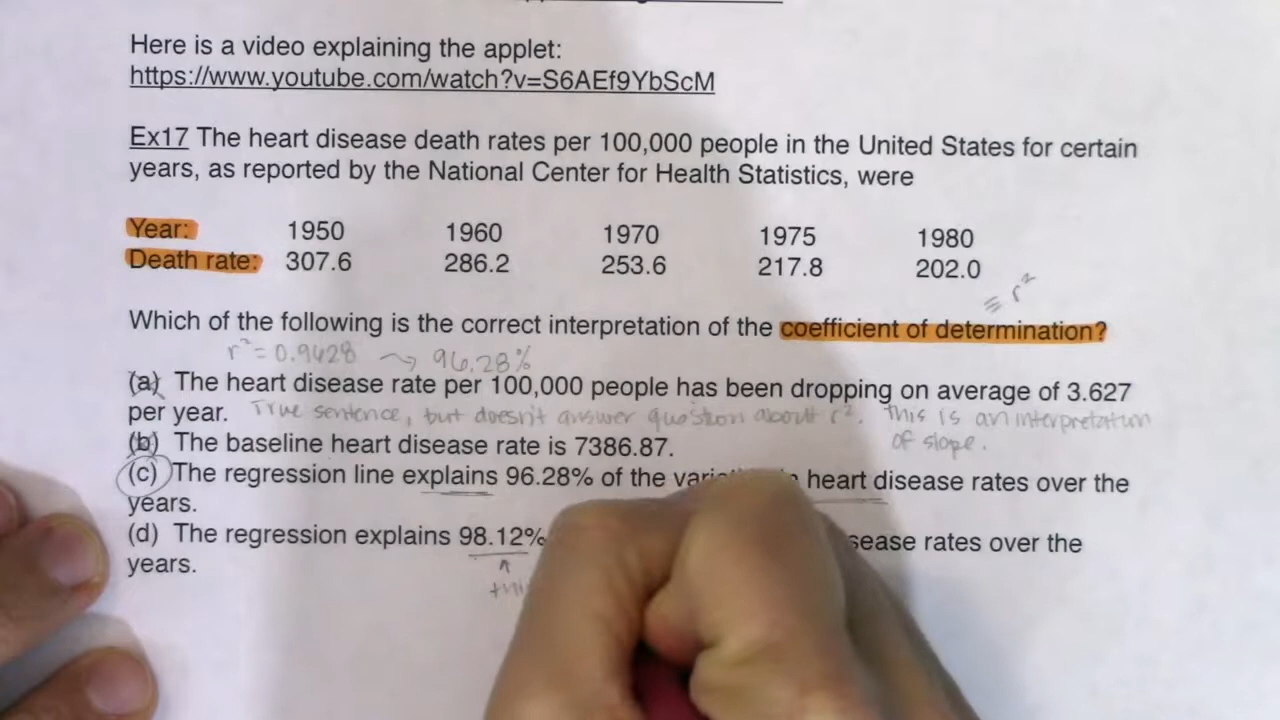 Here is a video explaining the applet:
https://www.youtube.com/watch?v=S6AEf9YbScM
Ex17 The heart disease death rates per 100,000 people in the United States for certain
years, as reported by the National Center for Health Statistics, were
Year: 1950 1960 1970 1975 1980
Death rate: 307.6 286.2 253.6 217.8 202.0
= r²
Which of the following is the correct interpretation of the coefficient of determination?
r² = 0.9628 → 96.28%
(a) The heart disease rate per 100,000 people has been dropping on average of 3.627
per year. True sentence, but doesn't answer question about r². This is an interpretation
of slope.
(b) The baseline heart disease rate is 7386.87.
(c) The regression line explains 96.28% of the heart disease rates over the
years.
(d) The regression explains 98.12% rates over the
years.